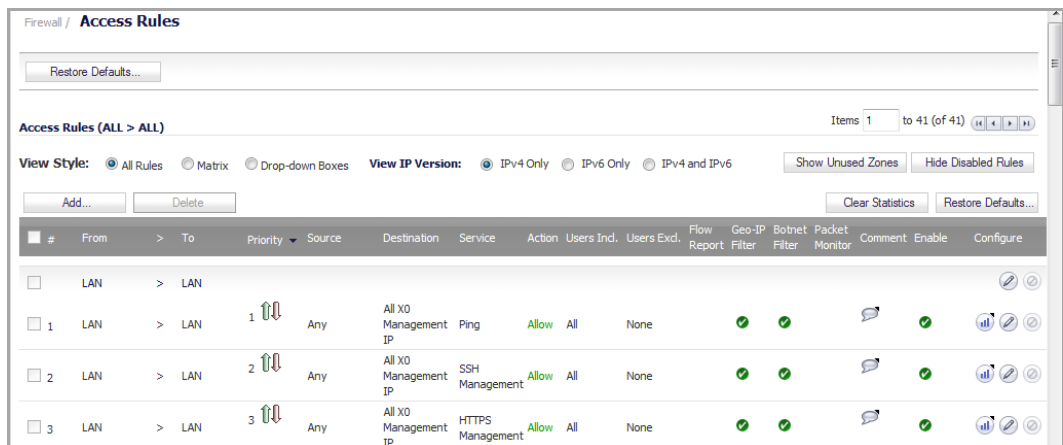 Firewall / Access Rules
Restore Defaults...
Access Rules (ALL > ALL) Items 1 to 41 (of 41)
View Style: All Rules Matrix Drop-down Boxes View IP Version: IPv4 Only IPv6 Only IPv4 and IPv6 Show Unused Zones Hide Disabled Rules
Add... Delete Clear Statistics Restore Defaults...
# From > To Priority Source Destination Service Action Users Incl. Users Excl. Flow Report Geo-IP Filter Botnet Filter Packet Monitor Comment Enable Configure
LAN > LAN
1 LAN > LAN 1 Any All X0 Management IP Ping Allow All None
2 LAN > LAN 2 Any All X0 Management IP SSH Management Allow All None
3 LAN > LAN 3 Any All X0 Management IP HTTPS Management Allow All None